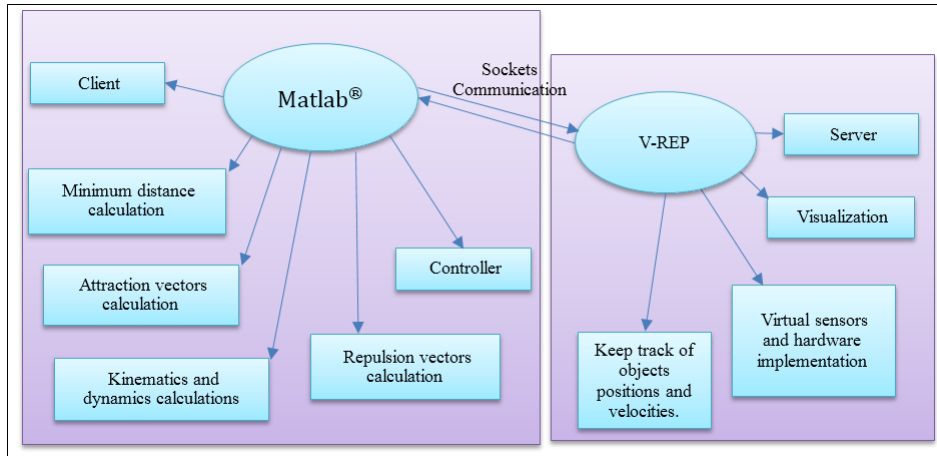 Client
Matlab®
Sockets
Communication
V-REP
Server
Minimum distance
calculation
Visualization
Attraction vectors
calculation
Controller
Kinematics and
dynamics calculations
Repulsion vectors
calculation
Keep track of
objects
positions and
velocities.
Virtual sensors
and hardware
implementation